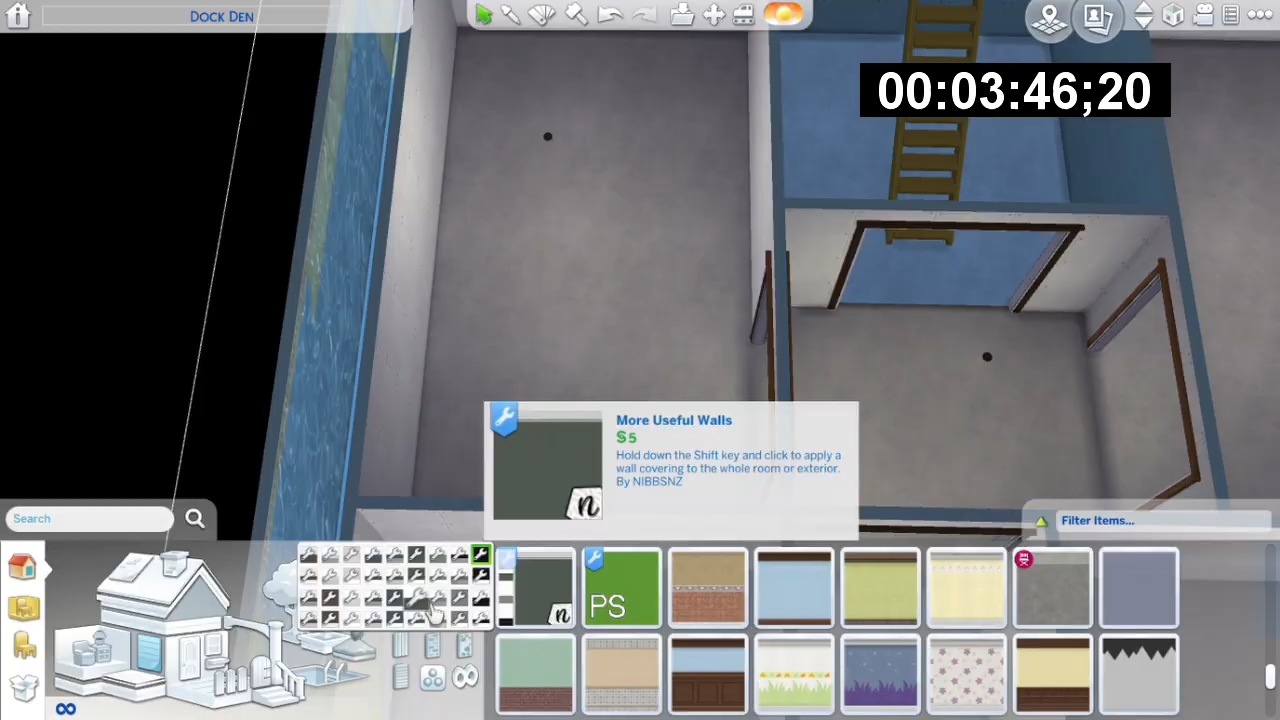 DOCK DEN
00:03:46;20
More Useful Walls
$5
Hold down the Shift key and click to apply a
wall covering to the whole room or exterior.
By NIBBSNZ
n
Search
Filter Items...
n
PS